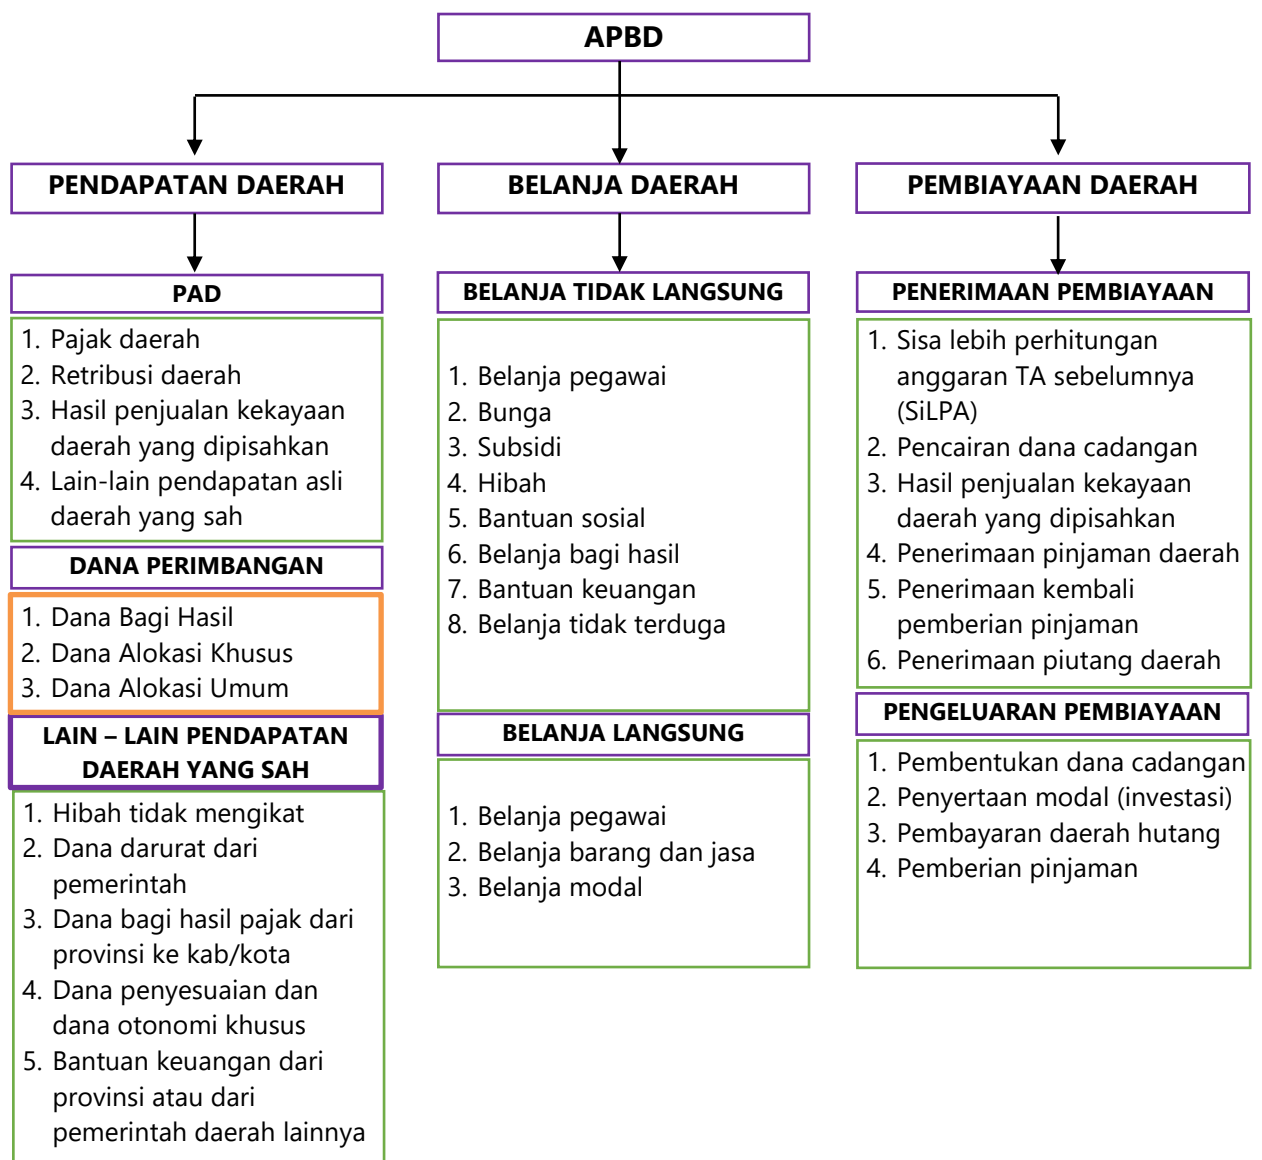 APBD
PENDAPATAN DAERAH
PAD
1. Pajak daerah
2. Retribusi daerah
3. Hasil penjualan kekayaan
daerah yang dipisahkan
4. Lain-lain pendapatan asli
daerah yang sah
DANA PERIMBANGAN
1. Dana Bagi Hasil
2. Dana Alokasi Khusus
3. Dana Alokasi Umum
LAIN – LAIN PENDAPATAN
DAERAH YANG SAH
1. Hibah tidak mengikat
2. Dana darurat dari
pemerintah
3. Dana bagi hasil pajak dari
provinsi ke kab/kota
4. Dana penyesuaian dan
dana otonomi khusus
5. Bantuan keuangan dari
provinsi atau dari
pemerintah daerah lainnya
BELANJA DAERAH
BELANJA TIDAK LANGSUNG
1. Belanja pegawai
2. Bunga
3. Subsidi
4. Hibah
5. Bantuan sosial
6. Belanja bagi hasil
7. Bantuan keuangan
8. Belanja tidak terduga
BELANJA LANGSUNG
1. Belanja pegawai
2. Belanja barang dan jasa
3. Belanja modal
PEMBIAYAAN DAERAH
PENERIMAAN PEMBIAYAAN
1. Sisa lebih perhitungan
anggaran TA sebelumnya
(SiLPA)
2. Pencairan dana cadangan
3. Hasil penjualan kekayaan
daerah yang dipisahkan
4. Penerimaan pinjaman daerah
5. Penerimaan kembali
pemberian pinjaman
6. Penerimaan piutang daerah
PENGELUARAN PEMBIAYAAN
1. Pembentukan dana cadangan
2. Penyertaan modal (investasi)
3. Pembayaran daerah hutang
4. Pemberian pinjaman